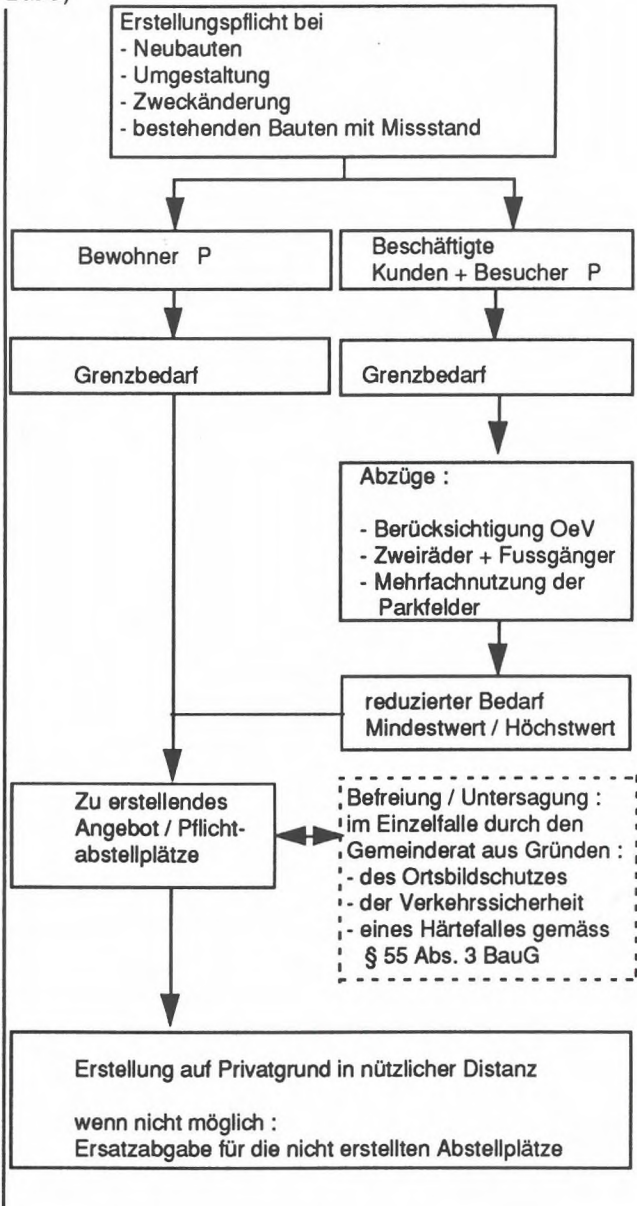 Erstellungspflicht bei
- Neubauten
- Umgestaltung
- Zweckänderung
- bestehenden Bauten mit Missstand
Bewohner P
Beschäftigte
Kunden + Besucher P
Grenzbedarf
Grenzbedarf
Abzüge :
- Berücksichtigung OeV
- Zweiräder + Fussgänger
- Mehrfachnutzung der
Parkfelder
reduzierter Bedarf
Mindestwert / Höchstwert
Zu erstellendes
Angebot / Pflicht-
abstellplätze
Befreiung / Untersagung :
im Einzelfalle durch den
Gemeinderat aus Gründen :
- des Ortsbildschutzes
- der Verkehrssicherheit
- eines Härtefalles gemäss
§ 55 Abs. 3 BauG
Erstellung auf Privatgrund in nützlicher Distanz
wenn nicht möglich :
Ersatzabgabe für die nicht erstellten Abstellplätze